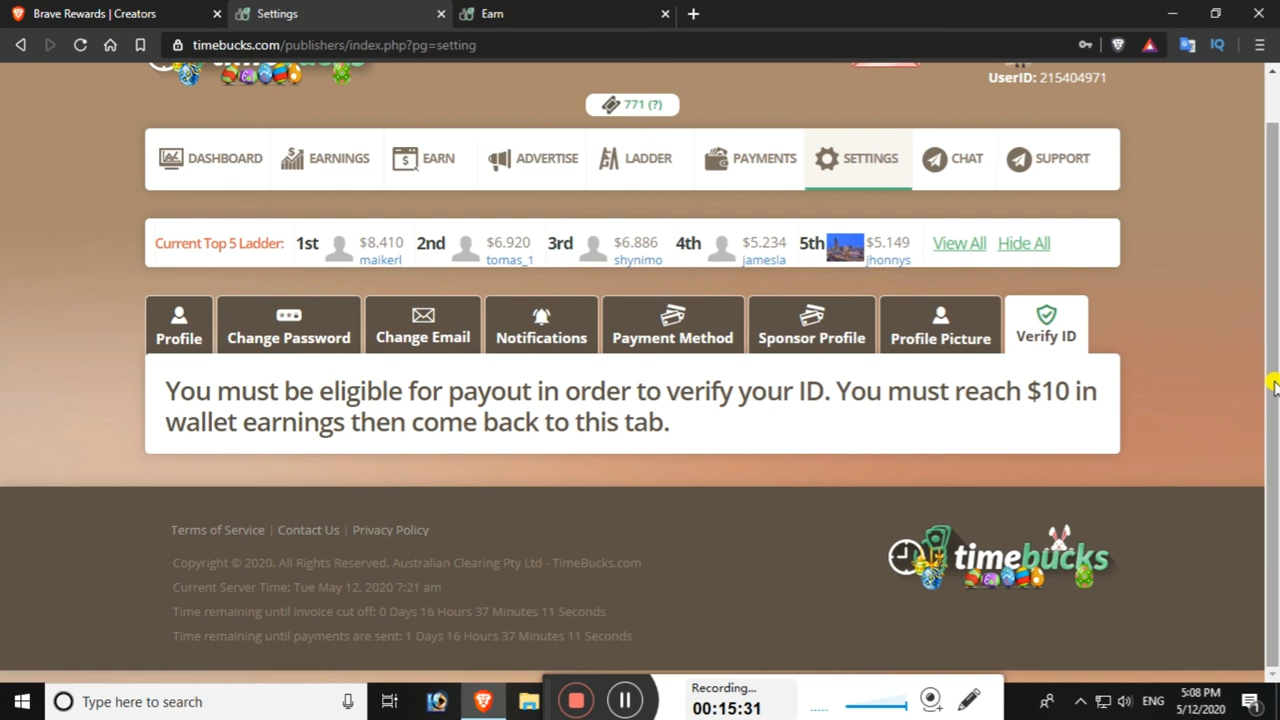 Brave Rewards | Creators
Settings
Earn
timebucks.com/publishers/index.php?pg=setting
UserID: 215404971
771 (?)
DASHBOARD
EARNINGS
EARN
ADVERTISE
LADDER
PAYMENTS
SETTINGS
CHAT
SUPPORT
Current Top 5 Ladder: 1st $8.410 2nd $6.920 3rd $6.886 4th $5.234 5th $5.149 View All Hide All
maikerl tomas_1 shynimo jamesla jhonnys
Profile
Change Password
Change Email
Notifications
Payment Method
Sponsor Profile
Profile Picture
Verify ID
You must be eligible for payout in order to verify your ID. You must reach $10 in
wallet earnings then come back to this tab.
Terms of Service | Contact Us | Privacy Policy
Copyright © 2020. All Rights Reserved. Australian Clearing Pty Ltd - TimeBucks.com
Current Server Time: Tue May 12, 2020 7:21 am
Time remaining until invoice cut off: 0 Days 16 Hours 37 Minutes 11 Seconds
Time remaining until payments are sent: 1 Days 16 Hours 37 Minutes 11 Seconds
timebucks
Type here to search
Recording...
00:15:31
ENG
5:08 PM
5/12/2020
1